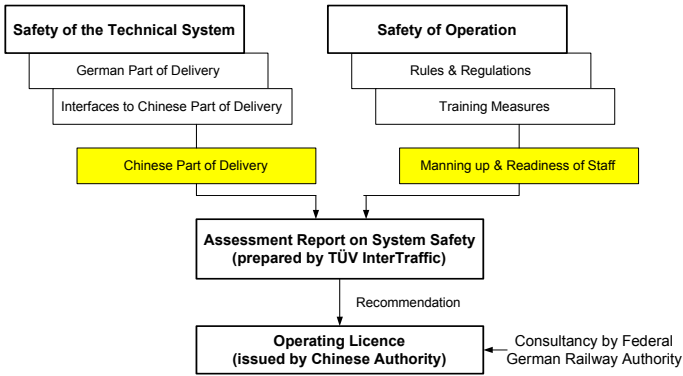 Safety of the Technical System
German Part of Delivery
Interfaces to Chinese Part of Delivery
Chinese Part of Delivery
Safety of Operation
Rules & Regulations
Training Measures
Manning up & Readiness of Staff
Assessment Report on System Safety
(prepared by TÜV InterTraffic)
Recommendation
Operating Licence
(issued by Chinese Authority)
Consultancy by Federal
German Railway Authority